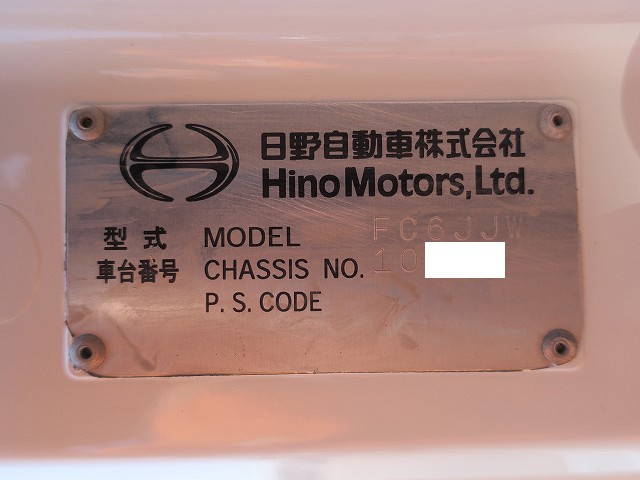 日野自動車株式会社
Hino Motors, Ltd.
型式 MODEL FC6JJW
車台番号 CHASSIS NO. 10
P.S. CODE